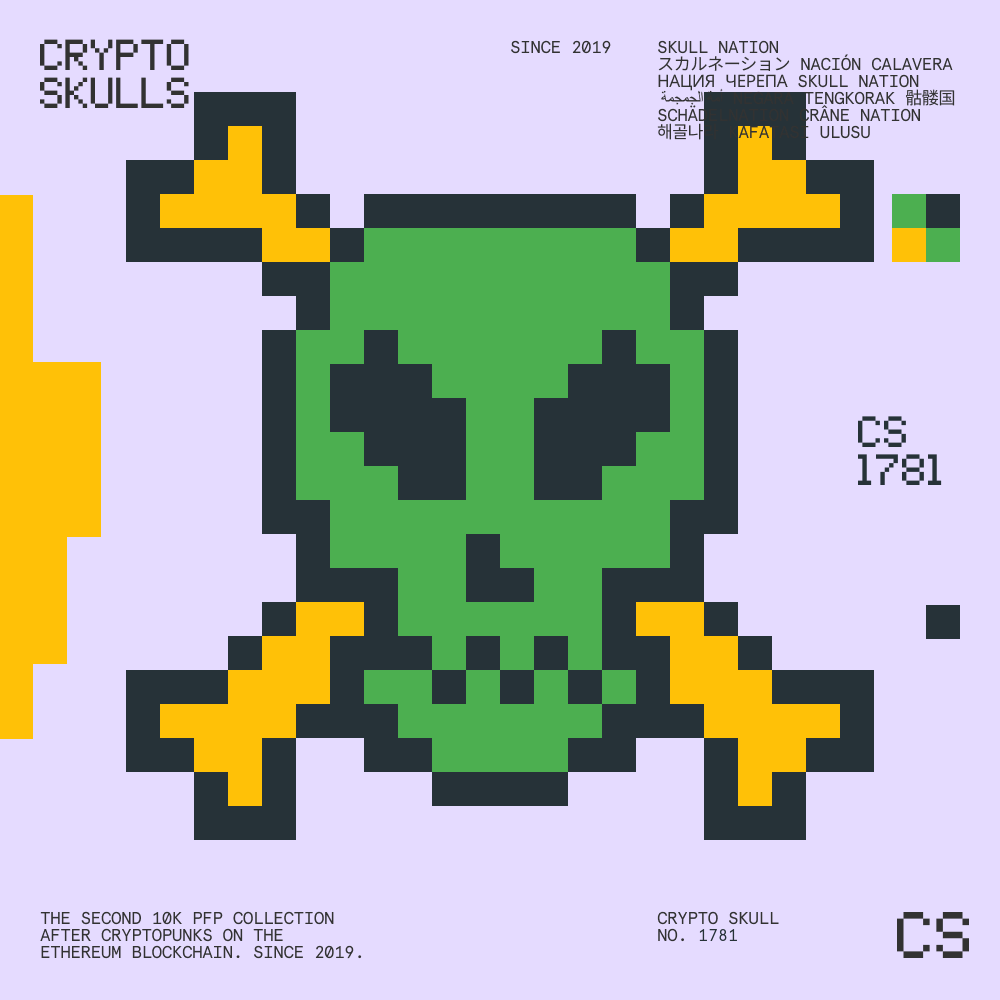 CRYPTO
SKULLS
SINCE 2019
SKULL NATION
スカルネーション NACIÓN CALAVERA
НАЦИЯ ЧЕРЕПА SKULL NATION
TENGKORAK 骷髅国
CRÂNE NATION
해골 ULUSU
CS
1781
THE SECOND 10K PFP COLLECTION
AFTER CRYPTOPUNKS ON THE
ETHEREUM BLOCKCHAIN. SINCE 2019.
CRYPTO SKULL
NO. 1781
CS